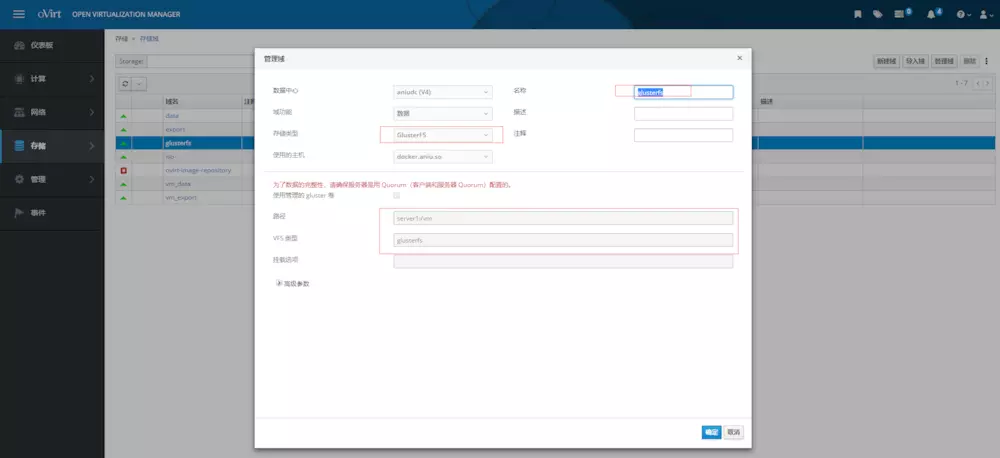 oVirt OPEN VIRTUALIZATION MANAGER
仪表板
计算
网络
存储
管理
事件
存储 » 存储域
Storage:
新建域 导入域 管理域 删除
1 - 7
域名 注释 描述
data
export
glusterfs
iso
ovirt-image-repository
vm_data
vm_export
管理域
数据中心 aniudc (V4) 名称 glusterfs
域功能 数据 描述
存储类型 GlusterFS 注释
使用的主机 docker.aniu.so
为了数据的完整性，请确保服务器是用 Quorum（客户端和服务器 Quorum）配置的。
使用管理的 gluster 卷
路径 server1:/vm
VFS 类型 glusterfs
挂载选项
高级参数
确定 取消